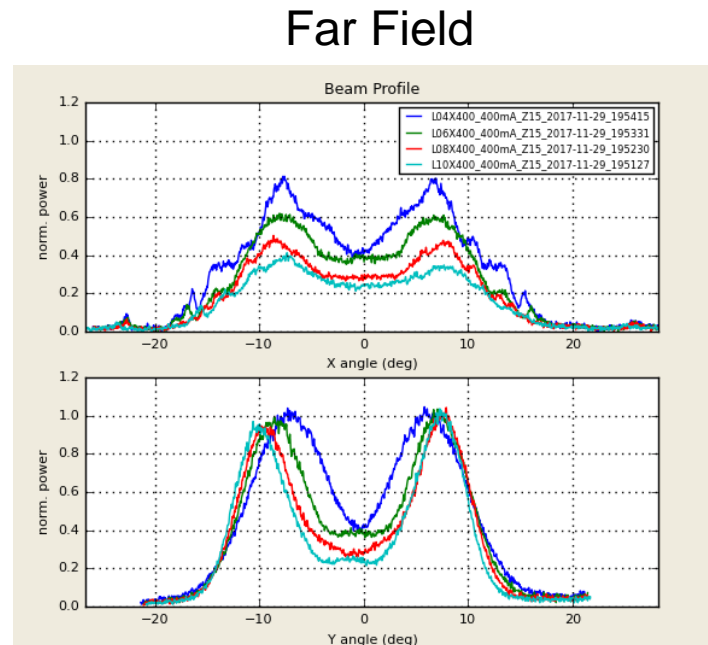 Far Field
Beam Profile
norm. power
1.2
1.0
0.8
0.6
0.4
0.2
0.0
L04X400_400mA_Z15_2017-11-29_195415
L06X400_400mA_Z15_2017-11-29_195331
L08X400_400mA_Z15_2017-11-29_195230
L10X400_400mA_Z15_2017-11-29_195127
−20 −10 0 10 20
X angle (deg)
norm. power
1.2
1.0
0.8
0.6
0.4
0.2
0.0
−20 −10 0 10 20
Y angle (deg)